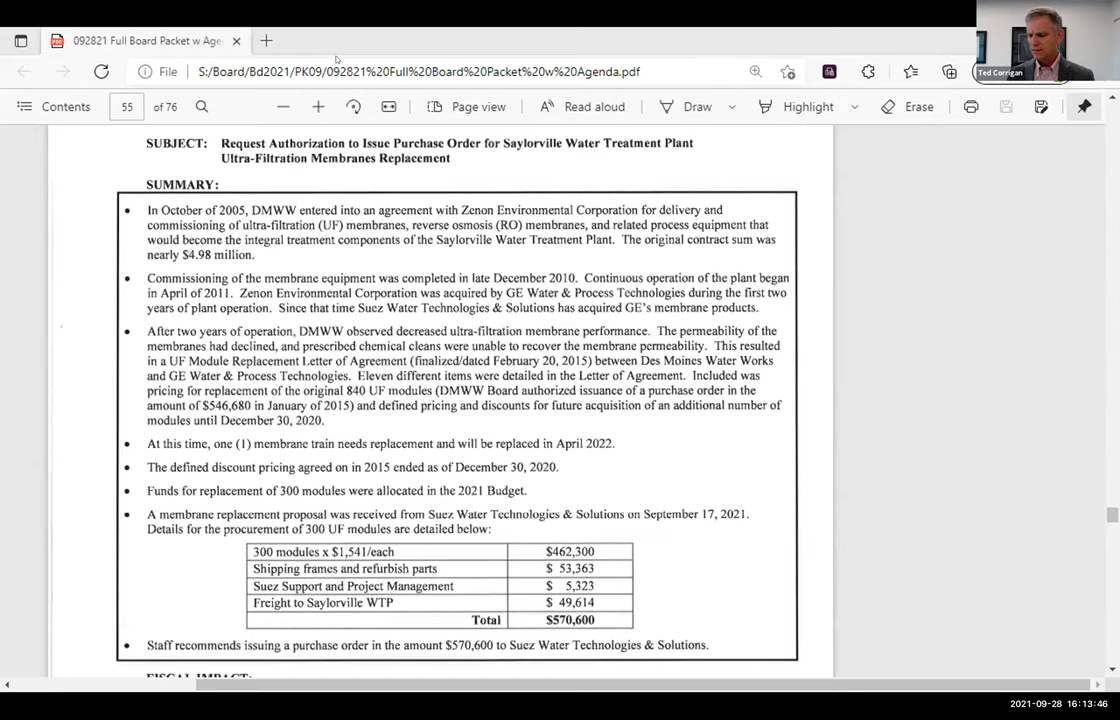 092821 Full Board Packet w Age
File
S:/Board/Bd2021/PK09/092821%20Full%20Board%20Packet%20w%20Agenda.pdf
Ted Corrigan
Contents
55
of 76
Page view
Read aloud
Draw
Highlight
Erase
SUBJECT: Request Authorization to Issue Purchase Order for Saylorville Water Treatment Plant
Ultra-Filtration Membranes Replacement
SUMMARY:
• In October of 2005, DMWW entered into an agreement with Zenon Environmental Corporation for delivery and
commissioning of ultra-filtration (UF) membranes, reverse osmosis (RO) membranes, and related process equipment that
would become the integral treatment components of the Saylorville Water Treatment Plant. The original contract sum was
nearly $4.98 million.
• Commissioning of the membrane equipment was completed in late December 2010. Continuous operation of the plant began
in April of 2011. Zenon Environmental Corporation was acquired by GE Water & Process Technologies during the first two
years of plant operation. Since that time Suez Water Technologies & Solutions has acquired GE's membrane products.
• After two years of operation, DMWW observed decreased ultra-filtration membrane performance. The permeability of the
membranes had declined, and prescribed chemical cleans were unable to recover the membrane permeability. This resulted
in a UF Module Replacement Letter of Agreement (finalized/dated February 20, 2015) between Des Moines Water Works
and GE Water & Process Technologies. Eleven different items were detailed in the Letter of Agreement. Included was
pricing for replacement of the original 840 UF modules (DMWW Board authorized issuance of a purchase order in the
amount of $546,680 in January of 2015) and defined pricing and discounts for future acquisition of an additional number of
modules until December 30, 2020.
• At this time, one (1) membrane train needs replacement and will be replaced in April 2022.
• The defined discount pricing agreed on in 2015 ended as of December 30, 2020.
• Funds for replacement of 300 modules were allocated in the 2021 Budget.
• A membrane replacement proposal was received from Suez Water Technologies & Solutions on September 17, 2021.
Details for the procurement of 300 UF modules are detailed below:
300 modules x $1,541/each $462,300
Shipping frames and refurbish parts $ 53,363
Suez Support and Project Management $ 5,323
Freight to Saylorville WTP $ 49,614
Total $570,600
• Staff recommends issuing a purchase order in the amount $570,600 to Suez Water Technologies & Solutions.
FISCAL IMPACT:
2021-09-28 16:13:46